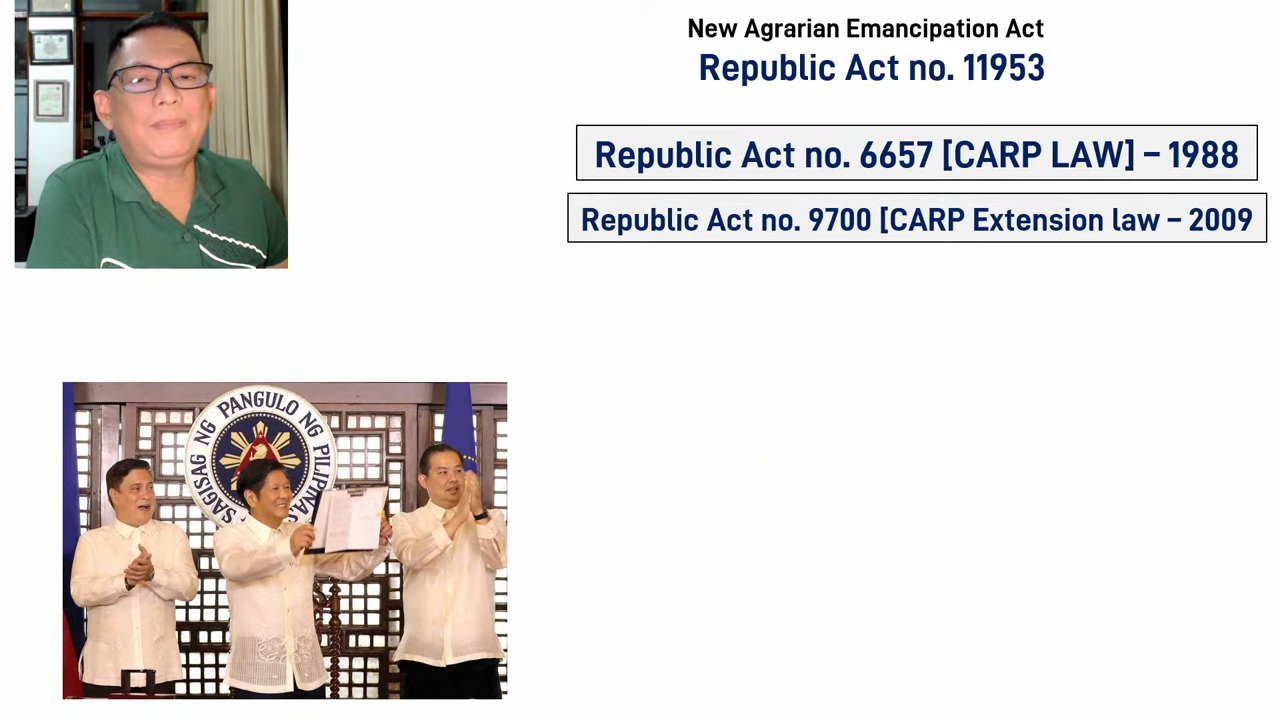 New Agrarian Emancipation Act
Republic Act no. 11953
Republic Act no. 6657 [CARP LAW] – 1988
Republic Act no. 9700 [CARP Extension law – 2009
SAGISAG NG PANGULO NG PILIPINAS